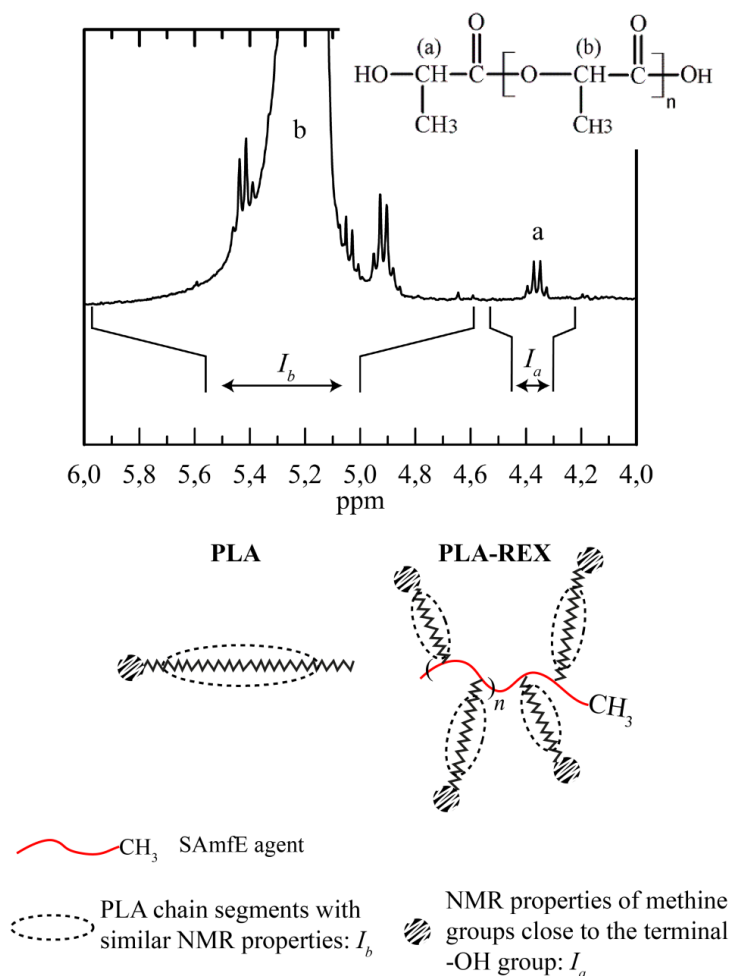 (a)
O
(b)
O
HO
CH
C
O
CH
C
OH
n
CH3
CH3
b
a
I_b
I_a
6,0 5,8 5,6 5,4 5,2 5,0 4,8 4,6 4,4 4,2 4,0
ppm
PLA
PLA-REX
( ) n
CH3
CH3 SAmfE agent
PLA chain segments with
similar NMR properties: I_b
NMR properties of methine
groups close to the terminal
-OH group: I_a